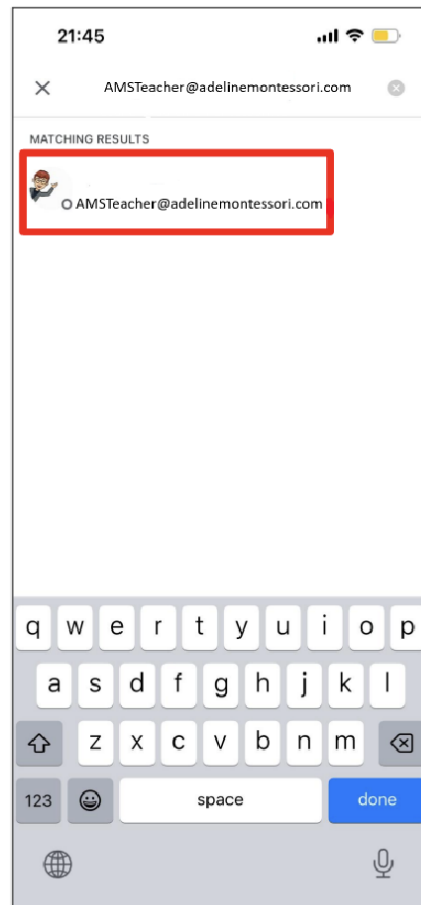 21:45
AMSTeacher@adelinemontessori.com
MATCHING RESULTS
AMSTeacher@adelinemontessori.com
q w e r t y u i o p
a s d f g h j k l
z x c v b n m
123 space done